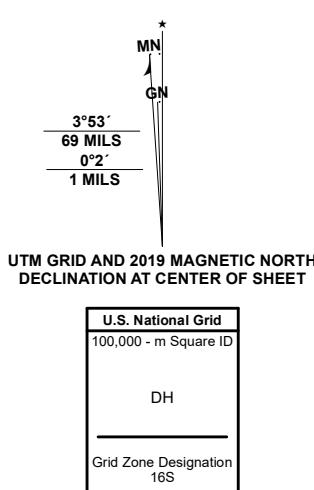 ★
MN
GN
3°53´
69 MILS
0°2´
1 MILS
UTM GRID AND 2019 MAGNETIC NORTH
DECLINATION AT CENTER OF SHEET
U.S. National Grid
100,000 - m Square ID
DH
Grid Zone Designation
16S